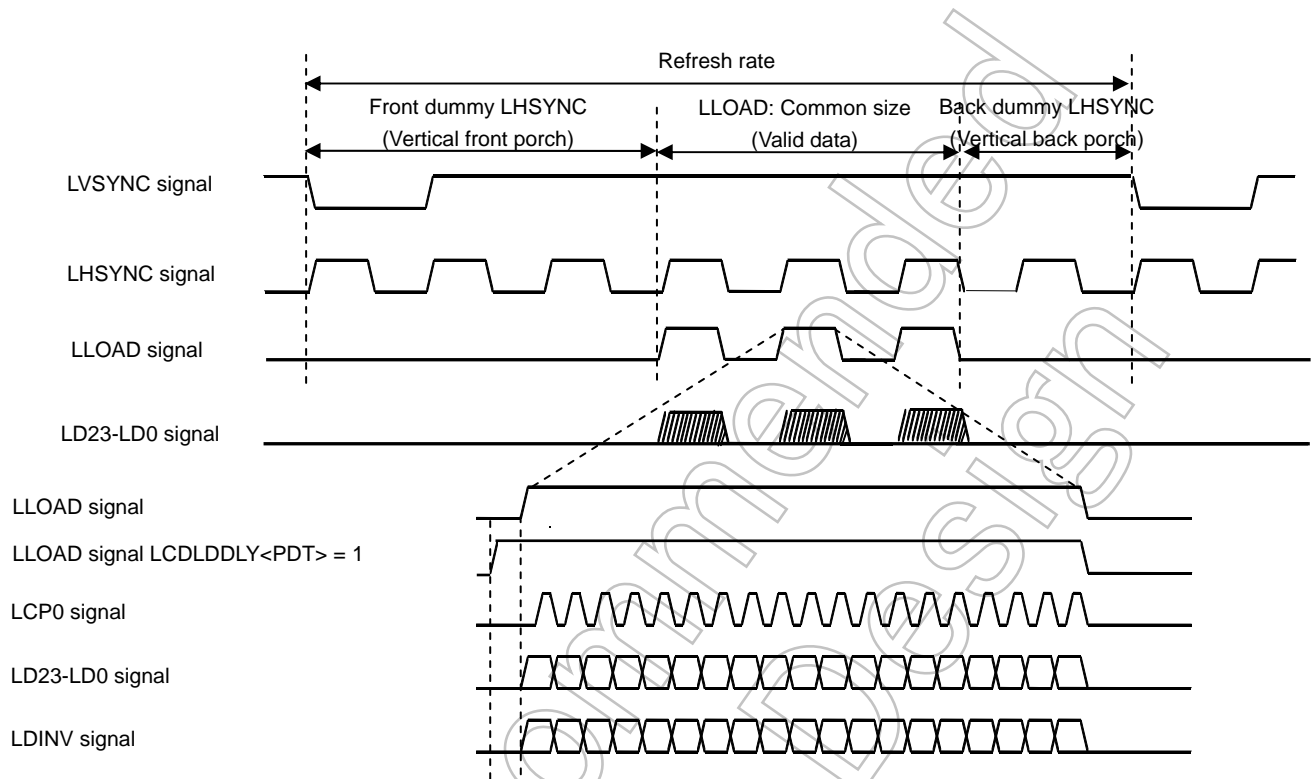 Refresh rate
Front dummy LHSYNC
(Vertical front porch)
LLOAD: Common size
(Valid data)
Back dummy LHSYNC
(Vertical back porch)
LVSYNC signal
LHSYNC signal
LLOAD signal
LD23-LD0 signal
LLOAD signal
LLOAD signal LCDLDDLY<PDT> = 1
LCP0 signal
LD23-LD0 signal
LDINV signal
ommended
Design